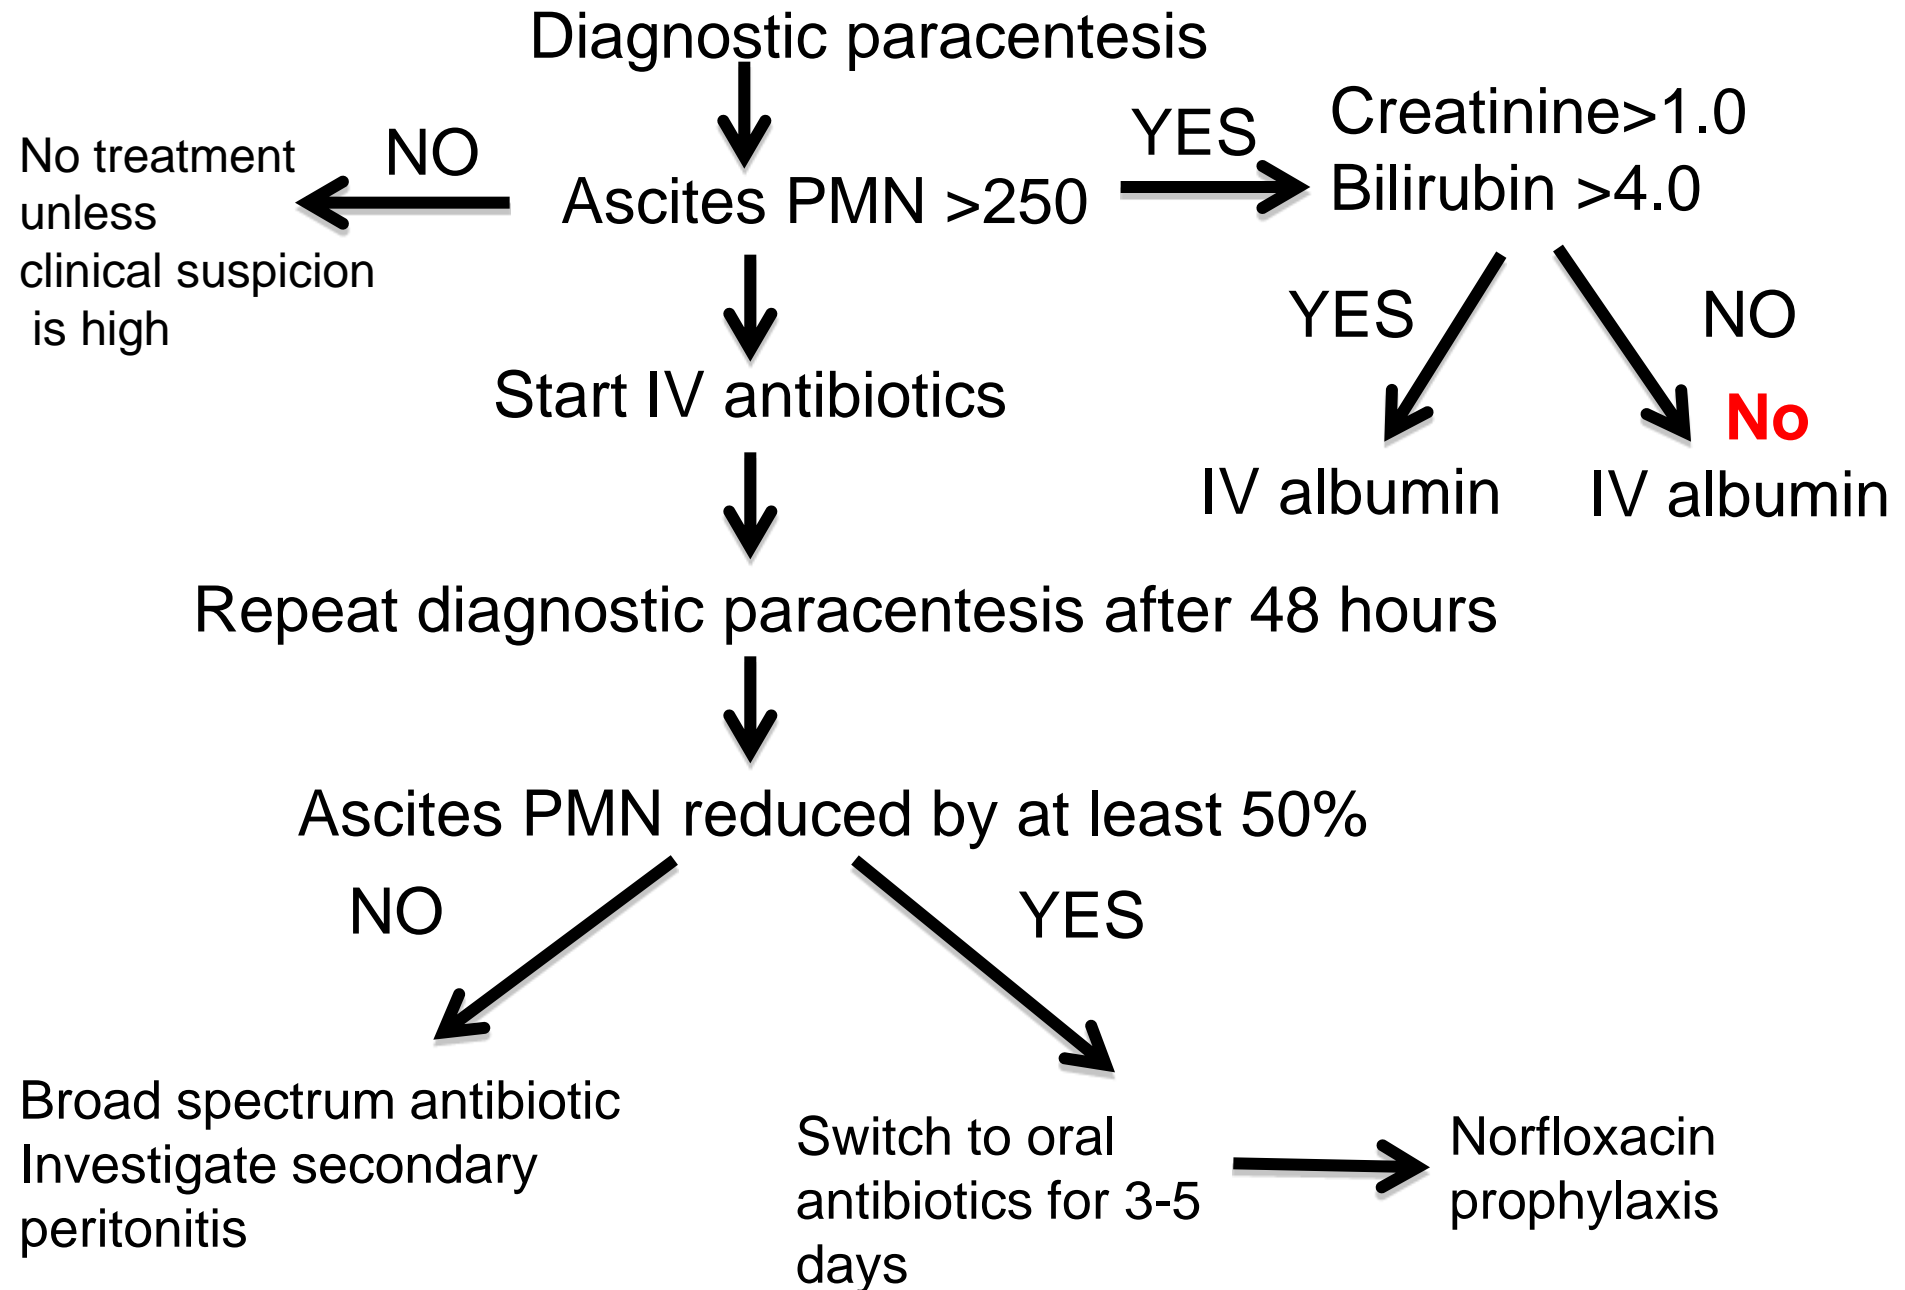 Diagnostic paracentesis
No treatment
unless
clinical suspicion
is high
NO
Ascites PMN >250
YES
Creatinine>1.0
Bilirubin >4.0
YES
NO
IV albumin
No
IV albumin
Start IV antibiotics
Repeat diagnostic paracentesis after 48 hours
Ascites PMN reduced by at least 50%
NO
YES
Broad spectrum antibiotic
Investigate secondary
peritonitis
Switch to oral
antibiotics for 3-5
days
Norfloxacin
prophylaxis